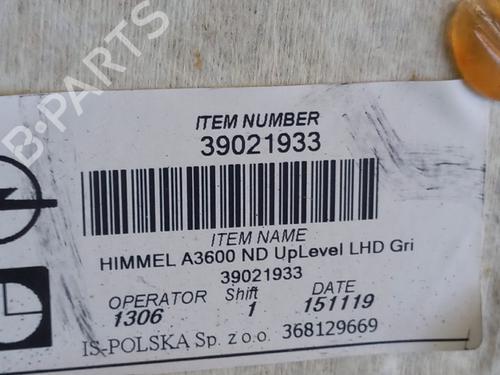 B-PARTS
ITEM NUMBER
39021933
ITEM NAME
HIMMEL A3600 ND UpLevel LHD Gri
39021933
OPERATOR Shift DATE
1306 1 151119
IS-POLSKA Sp. z o.o. 368129669